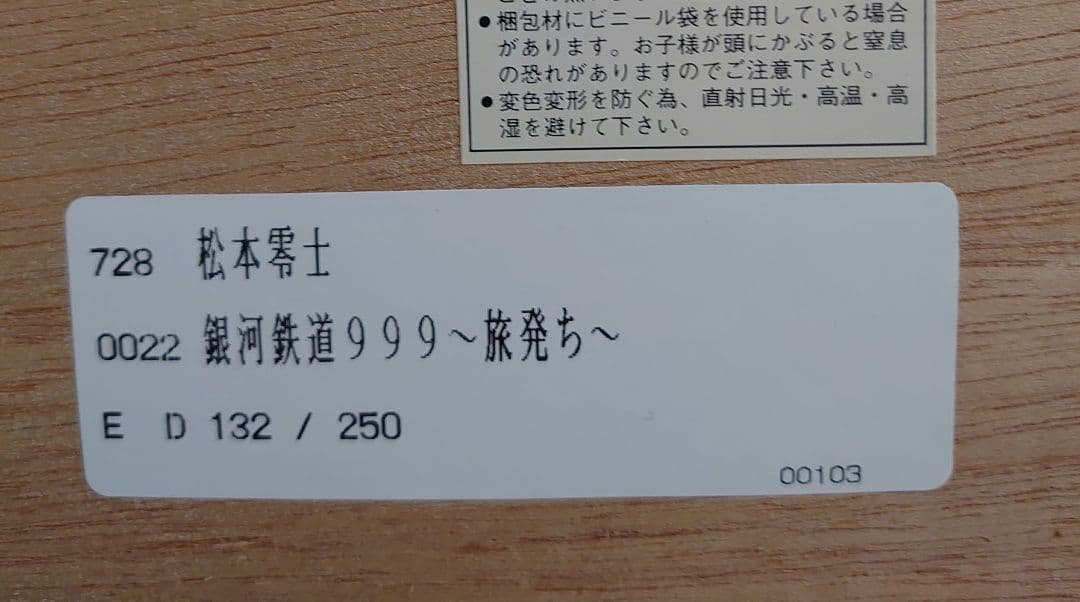 ●梱包材にビニール袋を使用している場合
があります。お子様が頭にかぶると窒息
の恐れがありますのでご注意下さい。
●変色変形を防ぐ為、直射日光・高温・高
湿を避けて下さい。
728 松本零士
0022 銀河鉄道999～旅発ち～
E D 132 / 250
00103